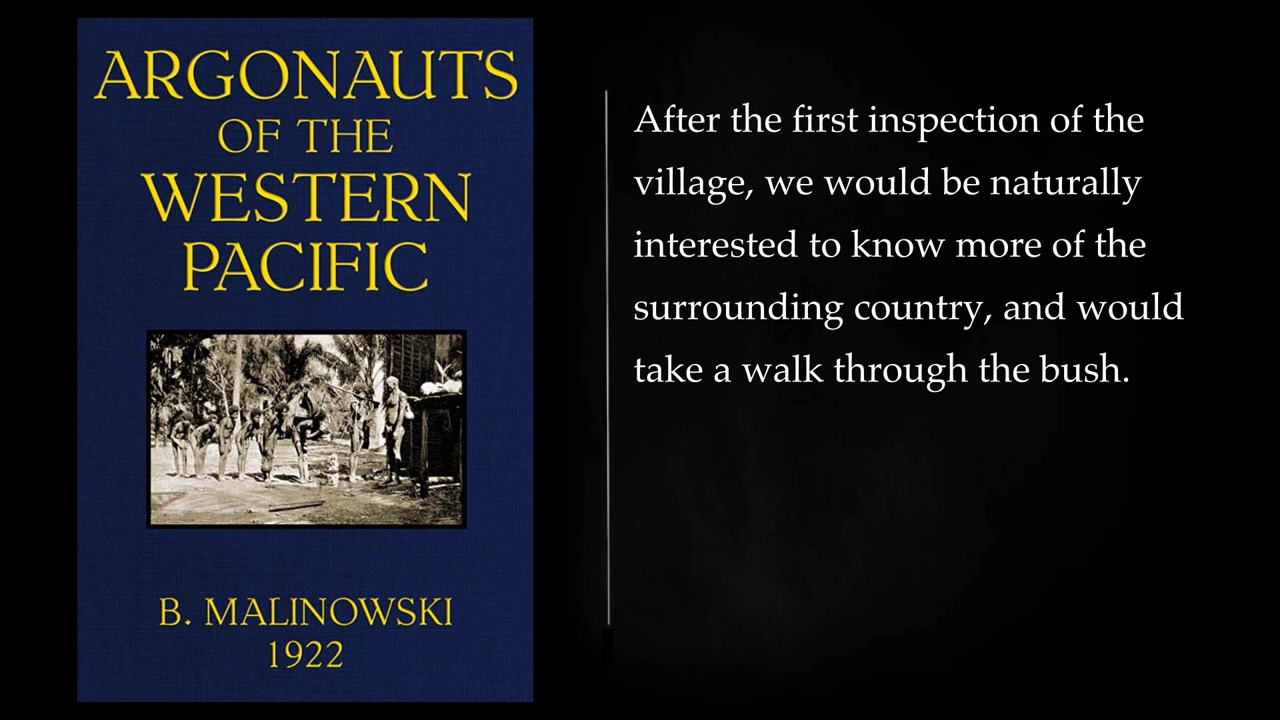 ARGONAUTS
OF THE
WESTERN
PACIFIC
B. MALINOWSKI
1922
After the first inspection of the
village, we would be naturally
interested to know more of the
surrounding country, and would
take a walk through the bush.